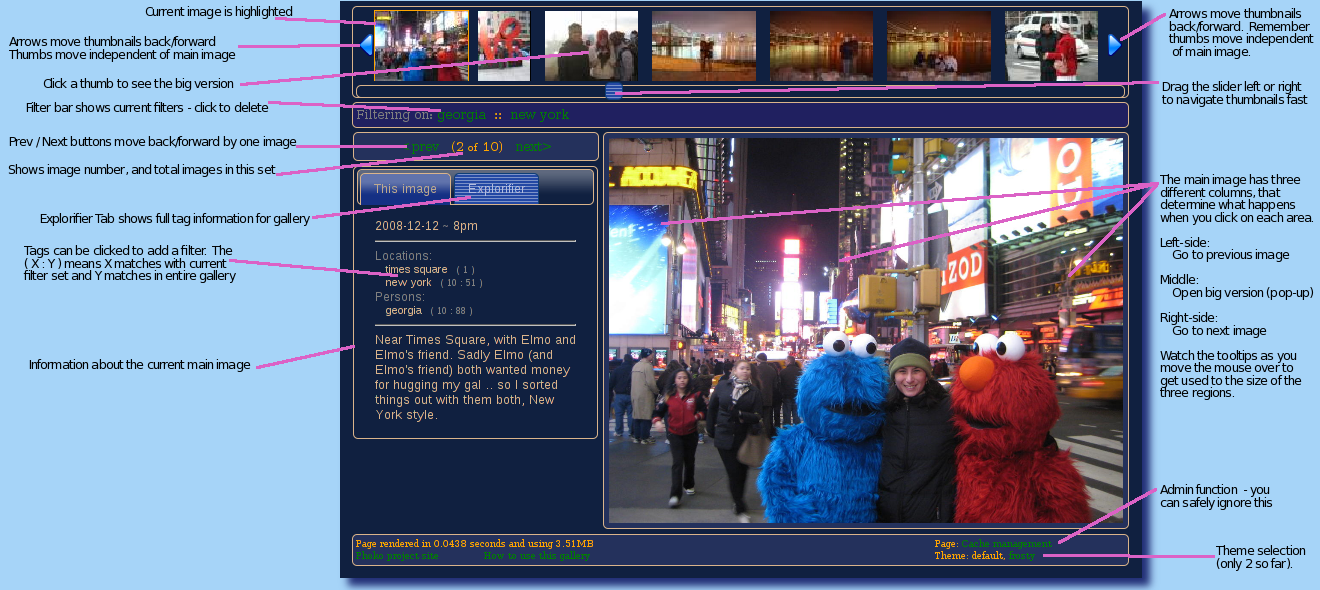 Current image is highlighted
Arrows move thumbnails back/forward
Thumbs move independent of main image
Click a thumb to see the big version
Filter bar shows current filters - click to delete
Prev / Next buttons move back/forward by one image
Shows image number, and total images in this set
Explorifier Tab shows full tag information for gallery
Tags can be clicked to add a filter. The
( X : Y ) means X matches with current
filter set and Y matches in entire gallery
Information about the current main image
Filtering on: georgia :: new york
<prev (2 of 10) next>
This image Explorifier
2008-12-12 ~ 8pm
Locations:
times square ( 1 )
new york ( 10 : 51 )
Persons:
georgia ( 10 : 88 )
Near Times Square, with Elmo and
Elmo's friend. Sadly Elmo (and
Elmo's friend) both wanted money
for hugging my gal .. so I sorted
things out with them both, New
York style.
Page rendered in 0.0438 seconds and using 3.51MB
Phoko project site How to use this gallery
Page: Cache management
Theme: default, frosty
Arrows move thumbnails
back/forward. Remember
thumbs move independent
of main image.
Drag the slider left or right
to navigate thumbnails fast
The main image has three
different columns, that
determine what happens
when you click on each area.
Left-side:
Go to previous image
Middle:
Open big version (pop-up)
Right-side:
Go to next image
Watch the tooltips as you
move the mouse over to
get used to the size of the
three regions.
Admin function - you
can safely ignore this
Theme selection
(only 2 so far).